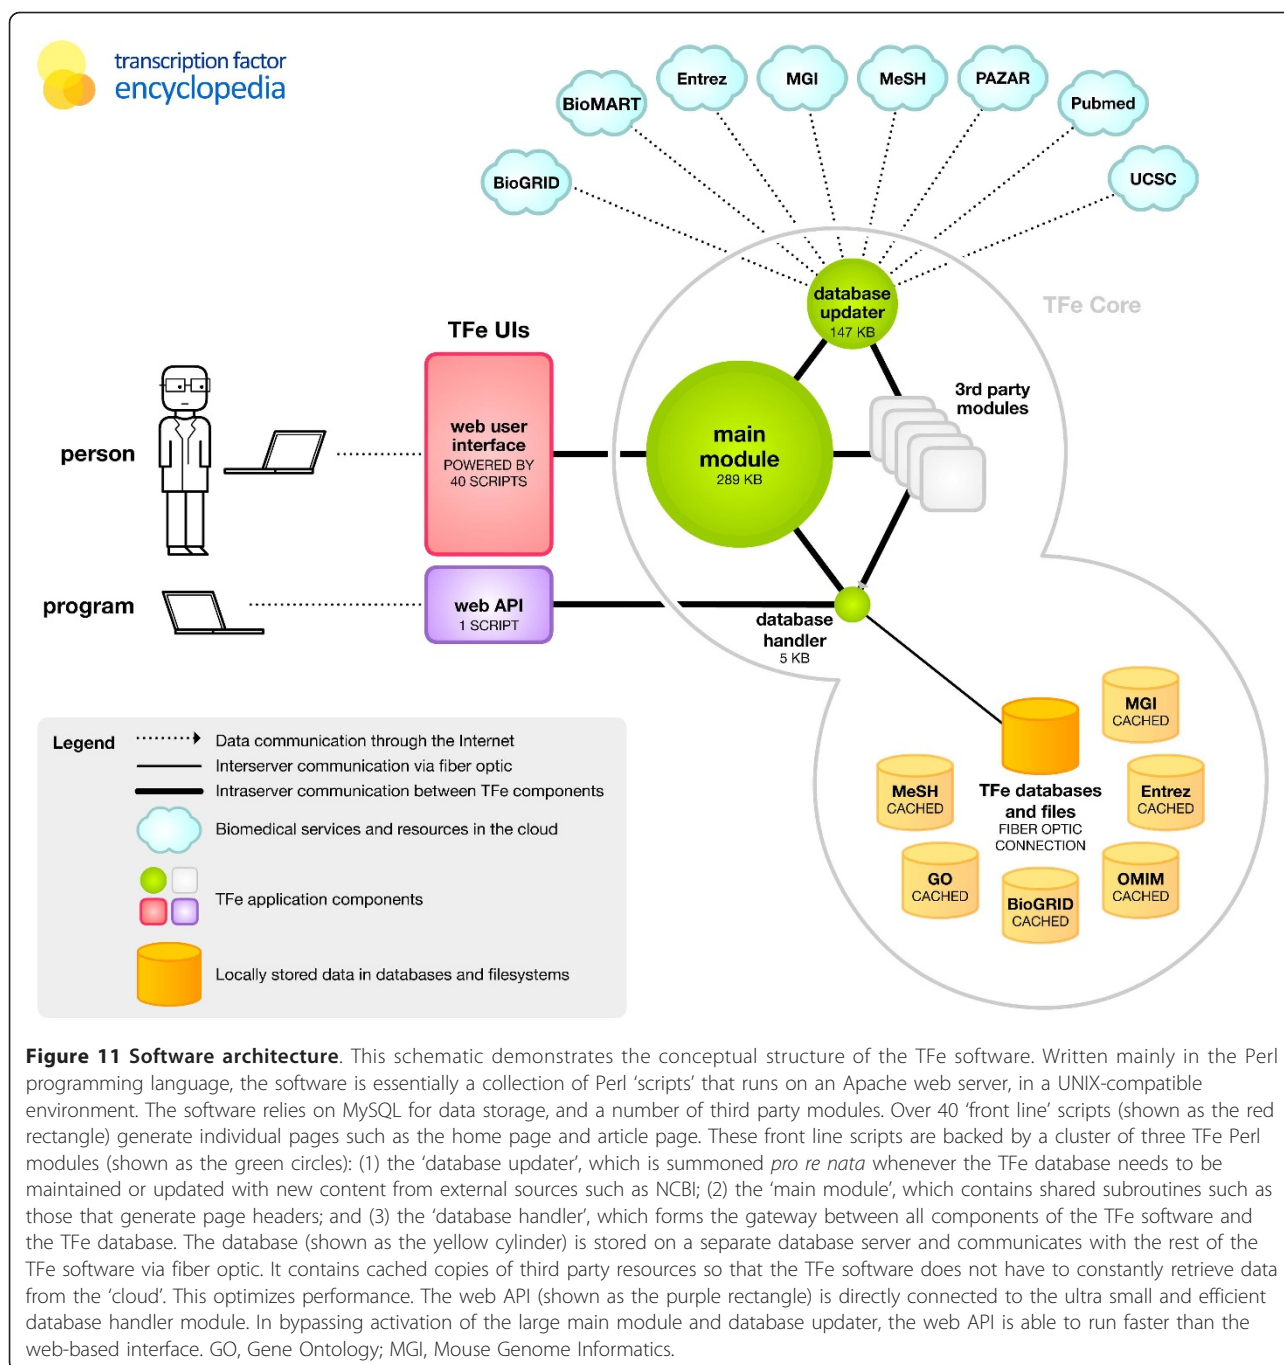 transcription factor
encyclopedia
BioGRID
BioMART
Entrez
MGI
MeSH
PAZAR
Pubmed
UCSC
TFe Core
database
updater
147 KB
TFe UIs
3rd party
modules
person
web user
interface
POWERED BY
40 SCRIPTS
main
module
289 KB
program
web API
1 SCRIPT
database
handler
5 KB
MGI
CACHED
MeSH
CACHED
TFe databases
and files
FIBER OPTIC
CONNECTION
Entrez
CACHED
GO
CACHED
BioGRID
CACHED
OMIM
CACHED
Legend
Data communication through the Internet
Interserver communication via fiber optic
Intraserver communication between TFe components
Biomedical services and resources in the cloud
TFe application components
Locally stored data in databases and filesystems
Figure 11 Software architecture. This schematic demonstrates the conceptual structure of the TFe software. Written mainly in the Perl
programming language, the software is essentially a collection of Perl ‘scripts’ that runs on an Apache web server, in a UNIX-compatible
environment. The software relies on MySQL for data storage, and a number of third party modules. Over 40 ‘front line’ scripts (shown as the red
rectangle) generate individual pages such as the home page and article page. These front line scripts are backed by a cluster of three TFe Perl
modules (shown as the green circles): (1) the ‘database updater’, which is summoned pro re nata whenever the TFe database needs to be
maintained or updated with new content from external sources such as NCBI; (2) the ‘main module’, which contains shared subroutines such as
those that generate page headers; and (3) the ‘database handler’, which forms the gateway between all components of the TFe software and
the TFe database. The database (shown as the yellow cylinder) is stored on a separate database server and communicates with the rest of the
TFe software via fiber optic. It contains cached copies of third party resources so that the TFe software does not have to constantly retrieve data
from the ‘cloud’. This optimizes performance. The web API (shown as the purple rectangle) is directly connected to the ultra small and efficient
database handler module. In bypassing activation of the large main module and database updater, the web API is able to run faster than the
web-based interface. GO, Gene Ontology; MGI, Mouse Genome Informatics.